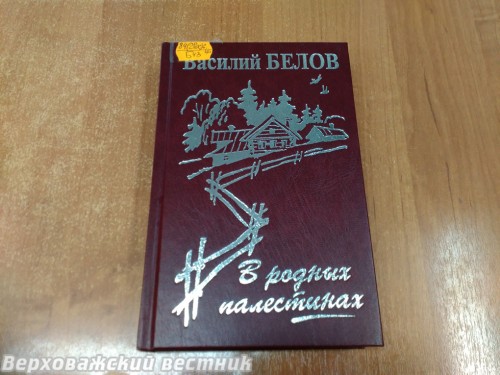 Василий БЕЛОВ
В родных
палестинах
Верховажский вестник